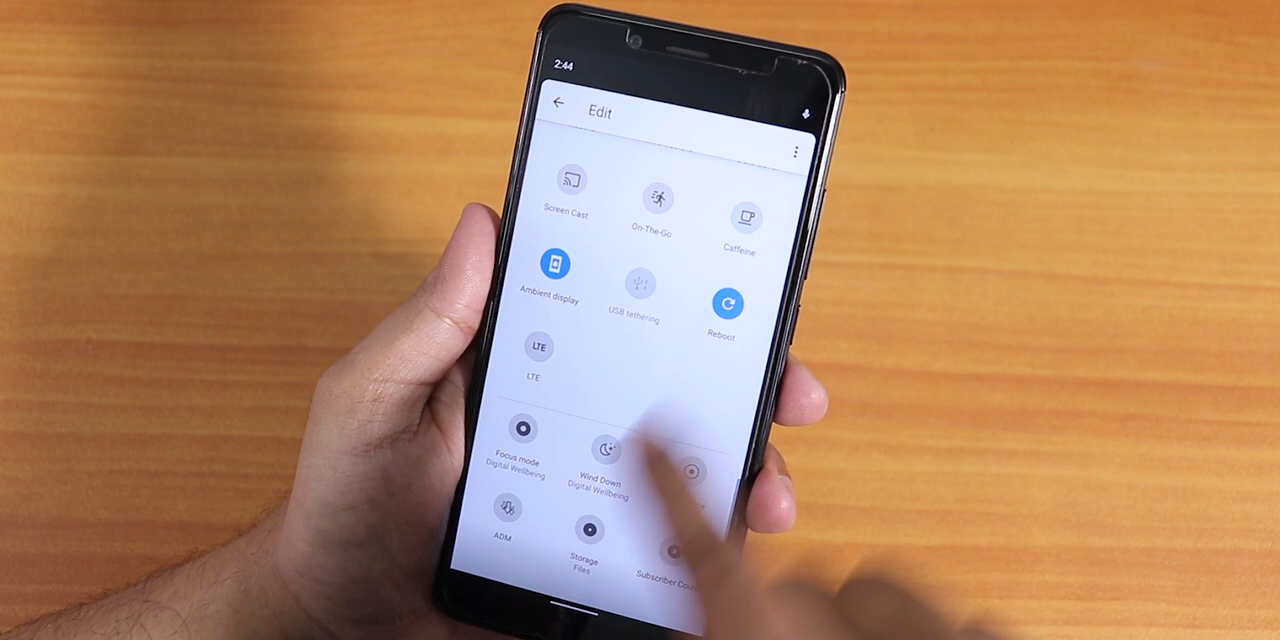 2:44
Edit
Screen Cast
On-The-Go
Caffeine
Ambient display
USB tethering
Reboot
LTE
LTE
Focus mode
Digital Wellbeing
Wind Down
Digital Wellbeing
ADM
Storage
Files
Subscriber